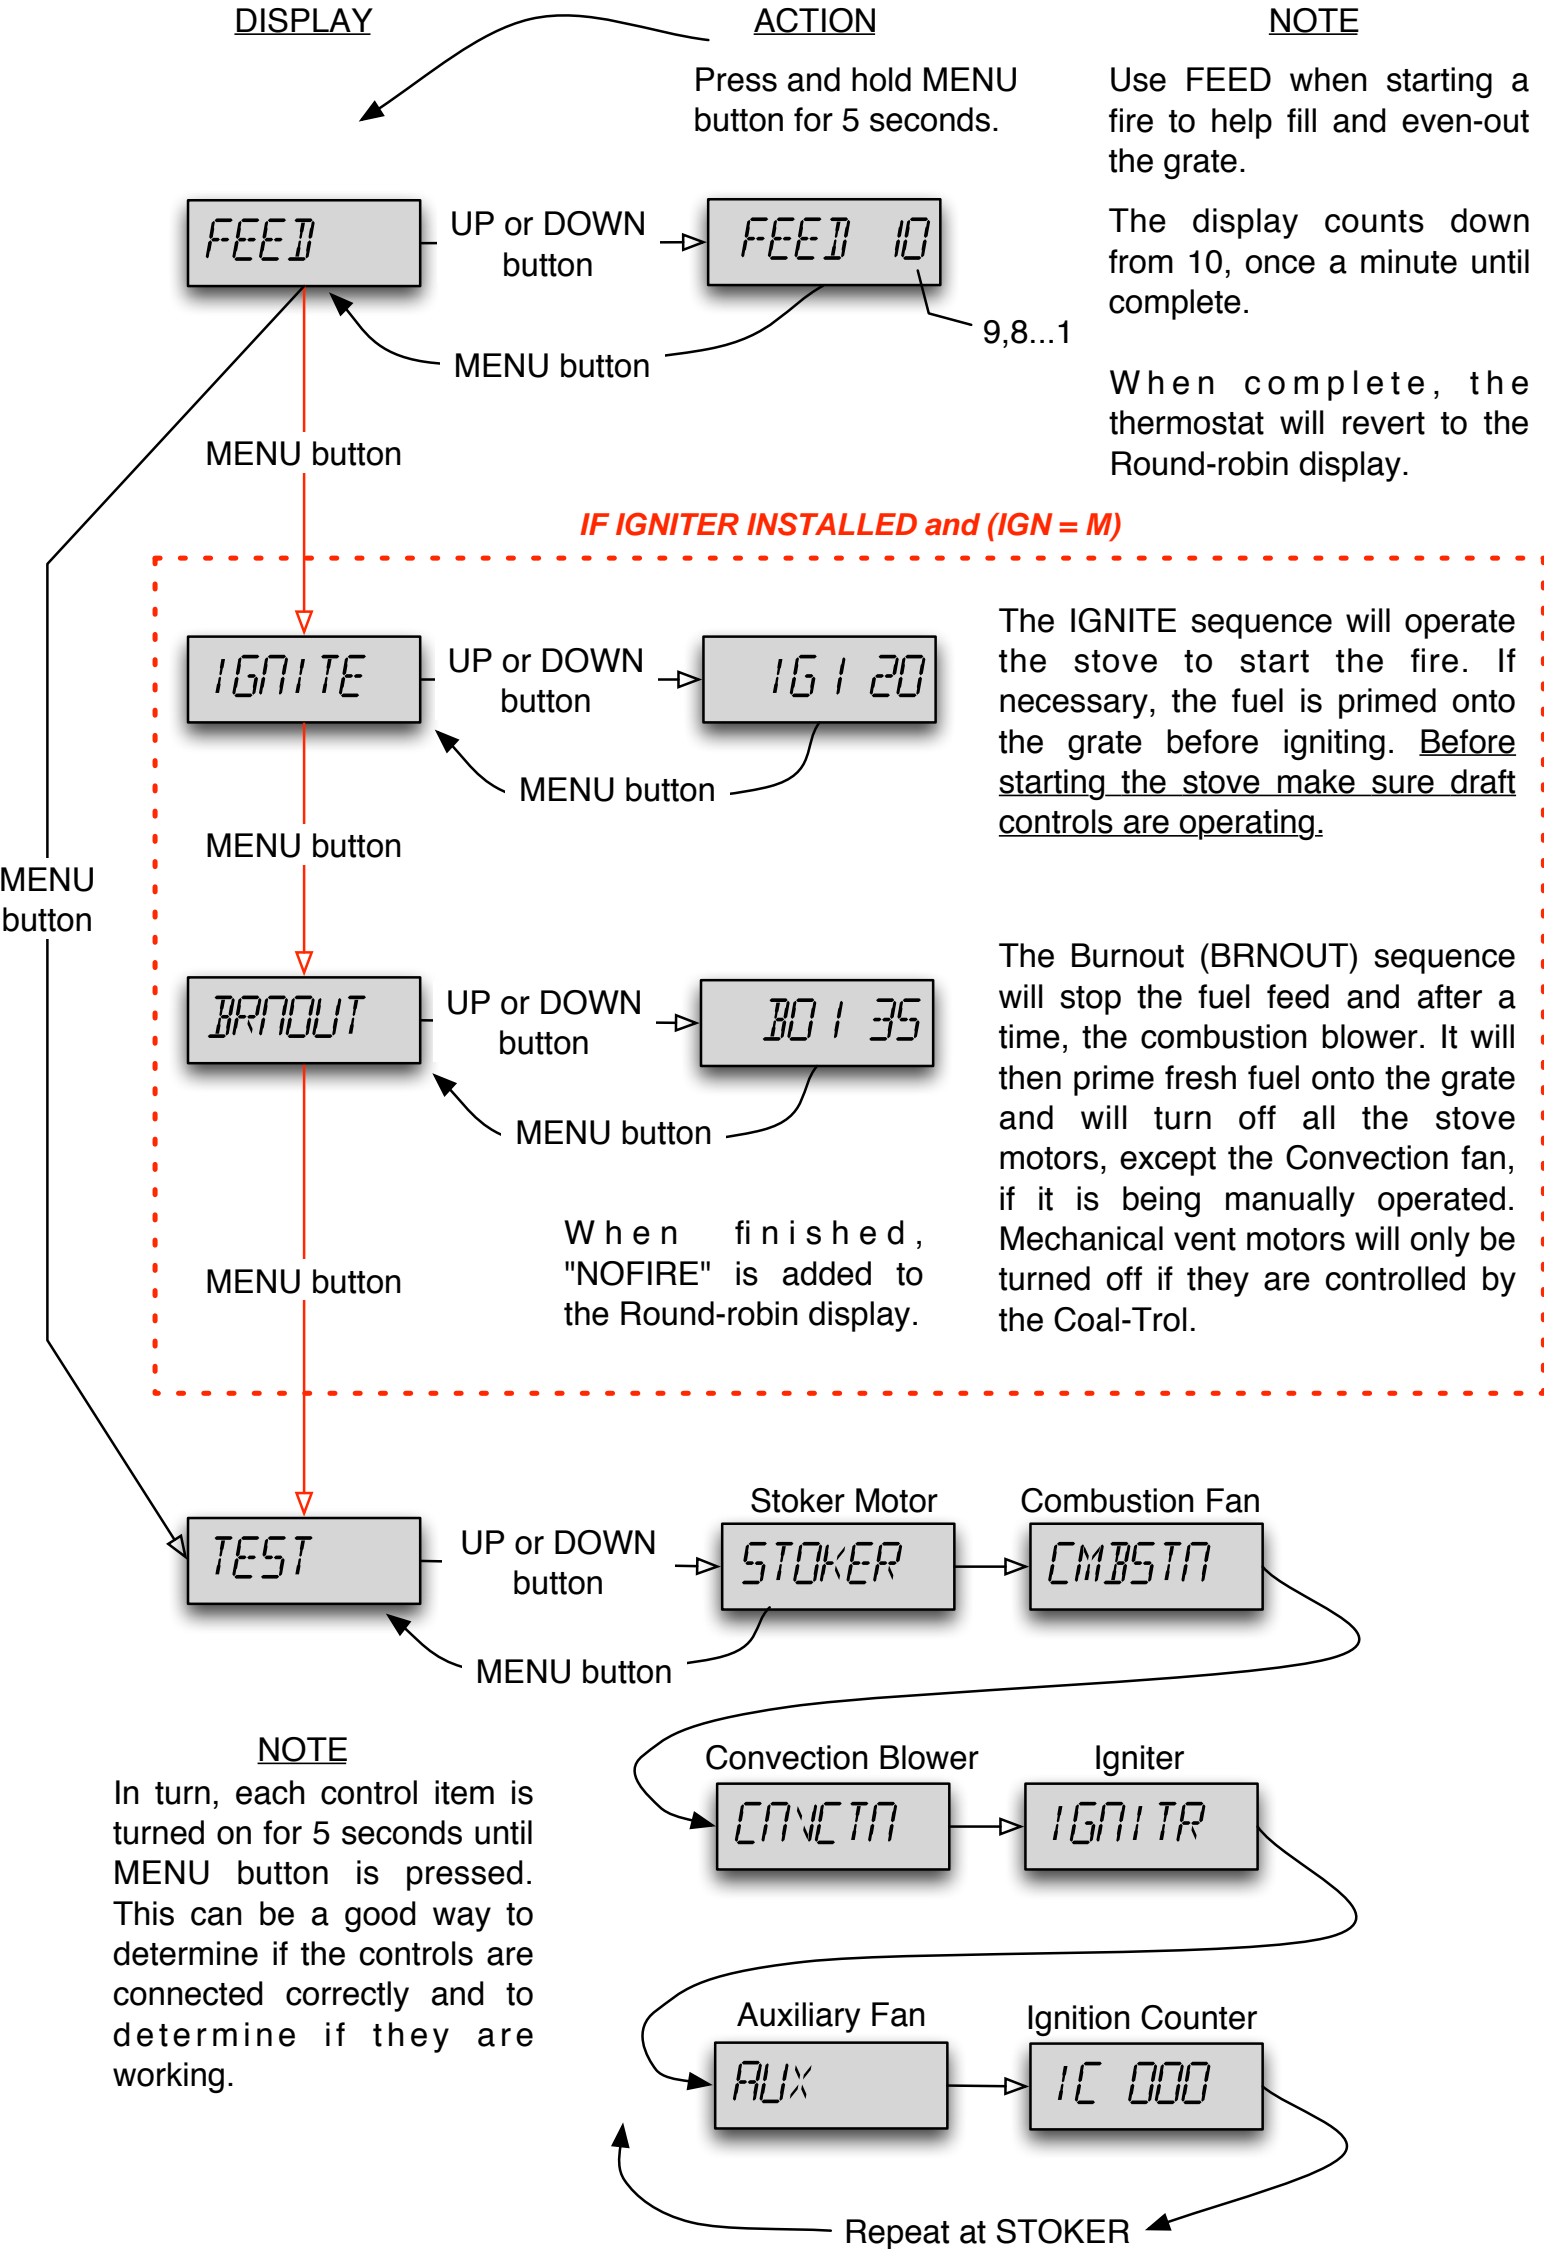 DISPLAY
ACTION
NOTE
Press and hold MENU
button for 5 seconds.
Use FEED when starting a
fire to help fill and even-out
the grate.
The display counts down
from 10, once a minute until
complete.
When complete, the
thermostat will revert to the
Round-robin display.
FEED
UP or DOWN
button
FEED 10
9,8...1
MENU button
MENU button
IF IGNITER INSTALLED and (IGN = M)
IGNITE
UP or DOWN
button
IG1 20
MENU button
The IGNITE sequence will operate
the stove to start the fire. If
necessary, the fuel is primed onto
the grate before igniting. Before
starting the stove make sure draft
controls are operating.
MENU button
MENU
button
BRNOUT
UP or DOWN
button
BO1 35
MENU button
The Burnout (BRNOUT) sequence
will stop the fuel feed and after a
time, the combustion blower. It will
then prime fresh fuel onto the grate
and will turn off all the stove
motors, except the Convection fan,
if it is being manually operated.
Mechanical vent motors will only be
turned off if they are controlled by
the Coal-Trol.
When finished,
"NOFIRE" is added to
the Round-robin display.
MENU button
TEST
UP or DOWN
button
Stoker Motor
STOKER
Combustion Fan
CMBSTN
MENU button
NOTE
In turn, each control item is
turned on for 5 seconds until
MENU button is pressed.
This can be a good way to
determine if the controls are
connected correctly and to
determine if they are
working.
Convection Blower
CNVCTN
Igniter
IGNITR
Auxiliary Fan
AUX
Ignition Counter
IC 000
Repeat at STOKER